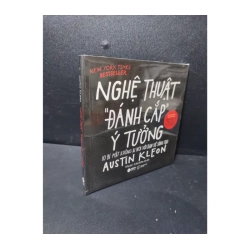 NEW YORK TIMES
BESTSELLER
NGHỆ THUẬT
"ĐÁNH CẮP"
Ý TƯỞNG
AUSTIN KLEON